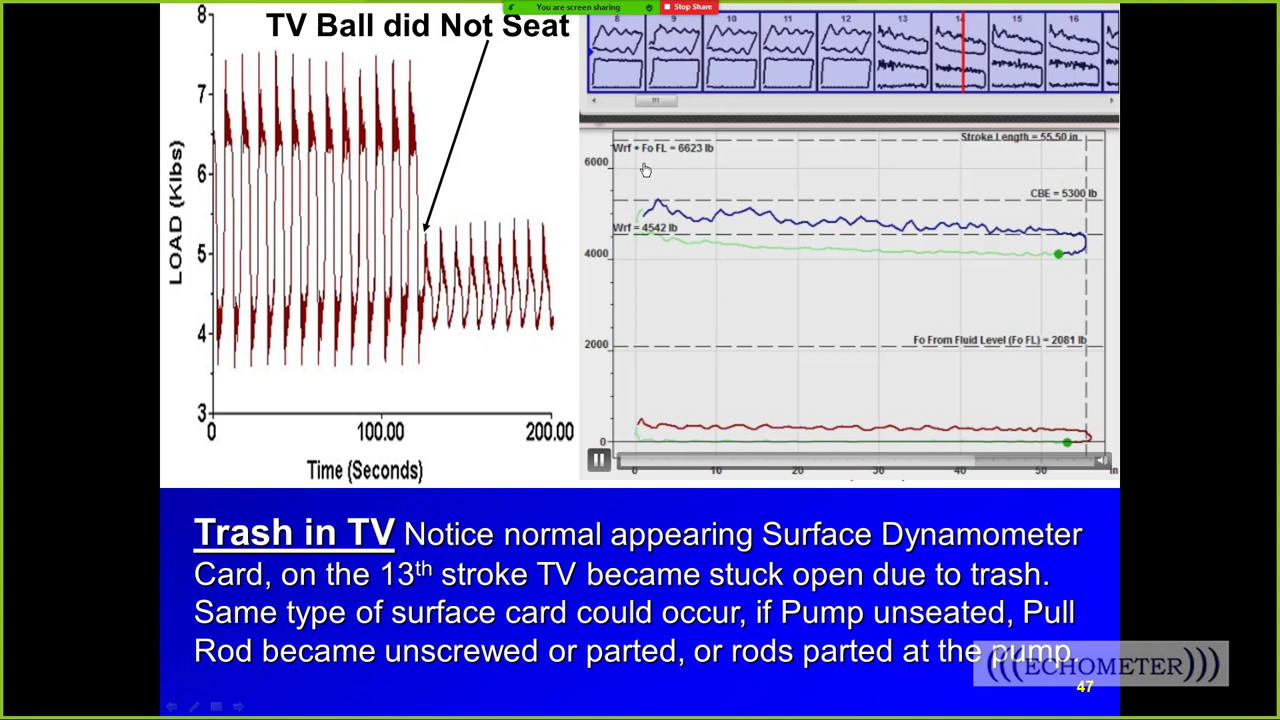 You are screen sharing
Stop Share
TV Ball did Not Seat
8
7
6
5
4
3
LOAD (Klbs)
0
100.00
200.00
Time (Seconds)
8 9 10 11 12 13 14 15 16
Stroke Length = 55.50 in
Wrf + Fo FL = 6623 lb
6000
CBE = 5300 lb
Wrf = 4542 lb
4000
Fo From Fluid Level (Fo FL) = 2081 lb
2000
0
0 10 20 30 40 50 in
Trash in TV Notice normal appearing Surface Dynamometer
Card, on the 13th stroke TV became stuck open due to trash.
Same type of surface card could occur, if Pump unseated, Pull
Rod became unscrewed or parted, or rods parted at the pump.
(((ECHOMETER)))
47